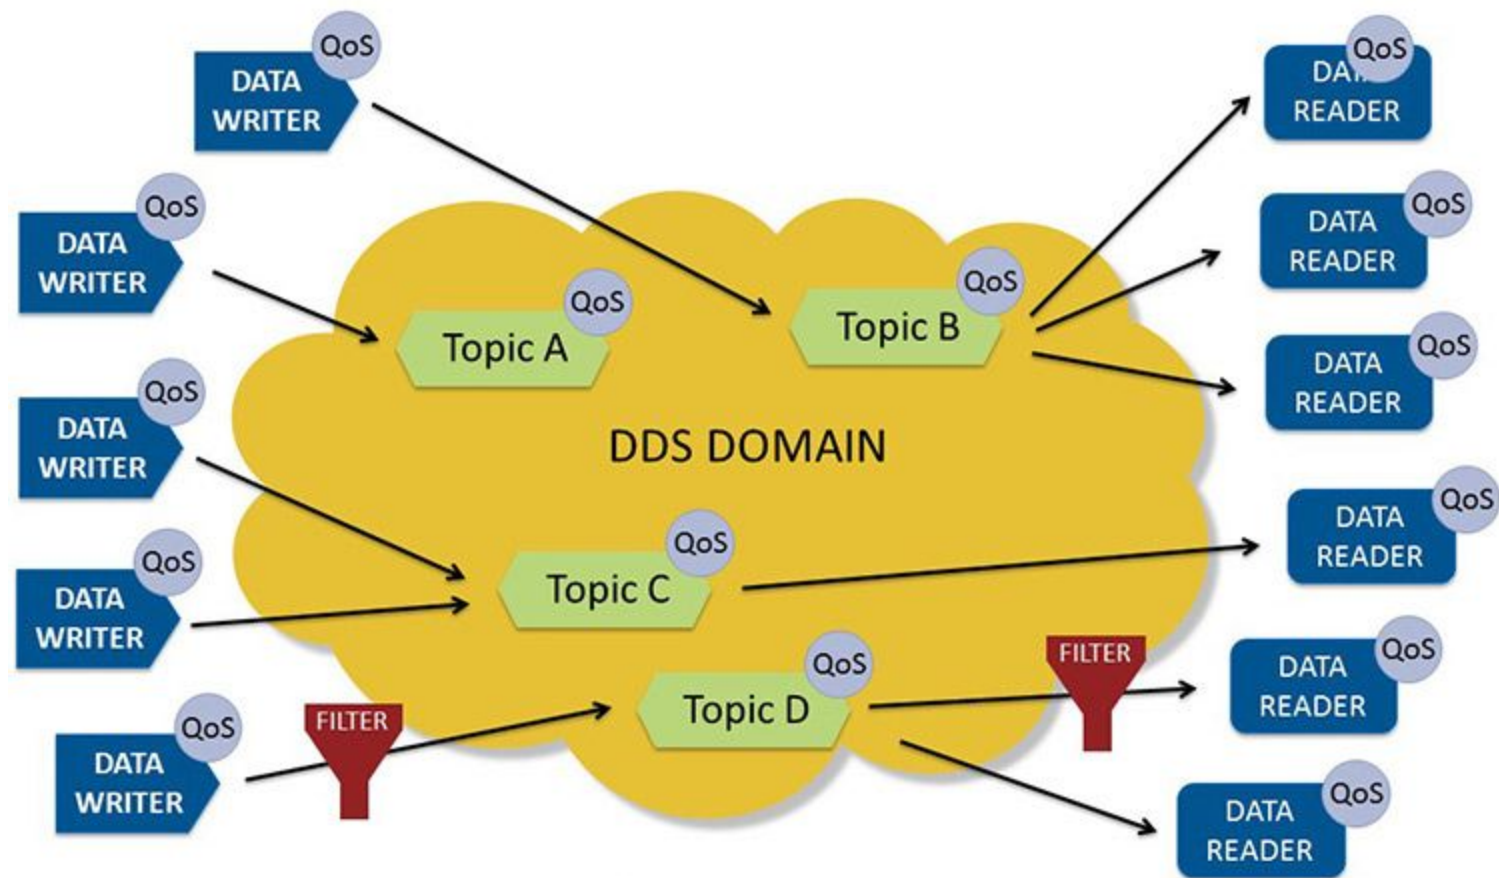 QoS
DATA
WRITER
QoS
DATA
READER
QoS
DATA
WRITER
QoS
DATA
READER
QoS
Topic A
QoS
Topic B
QoS
DATA
READER
QoS
DATA
WRITER
DDS DOMAIN
QoS
DATA
READER
QoS
DATA
WRITER
QoS
Topic C
QoS
DATA
READER
QoS
DATA
WRITER
FILTER
QoS
Topic D
FILTER
QoS
DATA
READER